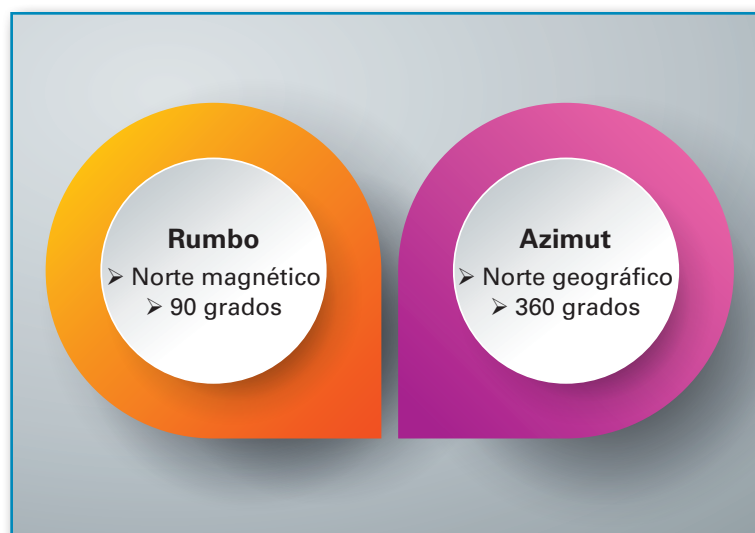 Rumbo
➢ Norte magnético
➢ 90 grados
Azimut
➢ Norte geográfico
➢ 360 grados